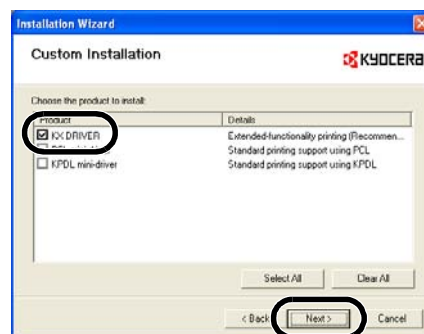 Installation Wizard
Custom Installation
KYOCERA
Choose the product to install:
Product Details
KX DRIVER Extended-functionality printing (Recommen...
Standard printing support using PCL
KPDL mini-driver Standard printing support using KPDL
Select All Clear All
< Back Next > Cancel